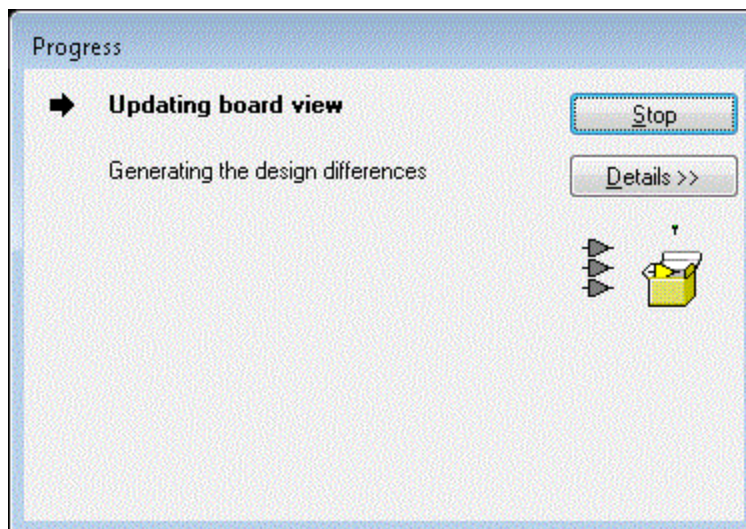 Progress
Updating board view
Stop
Generating the design differences
Details >>